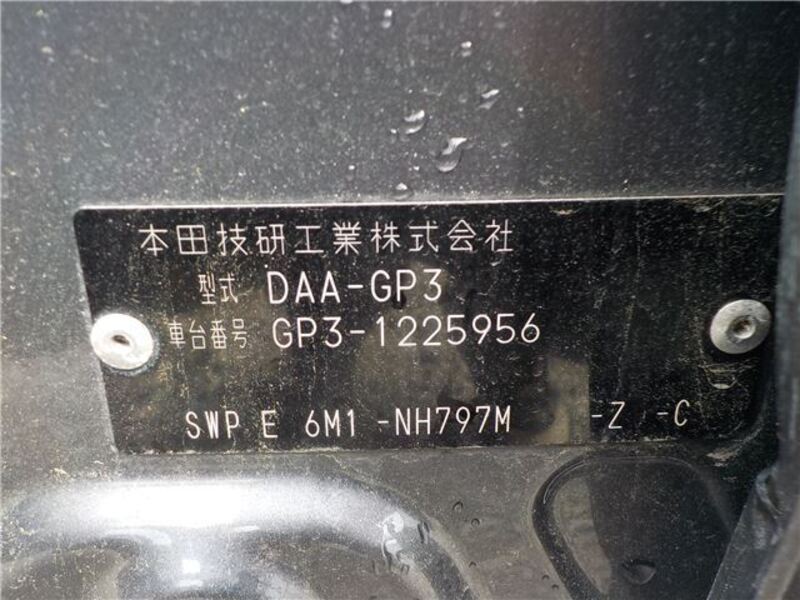 本田技研工業株式会社
型式 DAA-GP3
車台番号 GP3-1225956
SWP E 6M1 -NH797M -Z -C